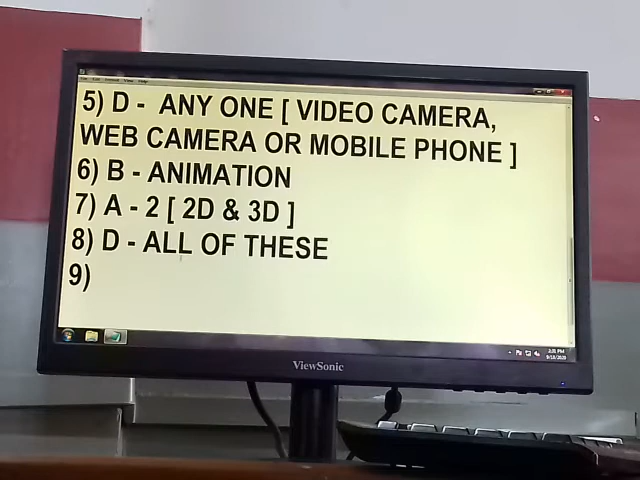 5) D - ANY ONE [ VIDEO CAMERA,
WEB CAMERA OR MOBILE PHONE ]
6) B - ANIMATION
7) A - 2 [ 2D & 3D ]
8) D - ALL OF THESE
9)
ViewSonic